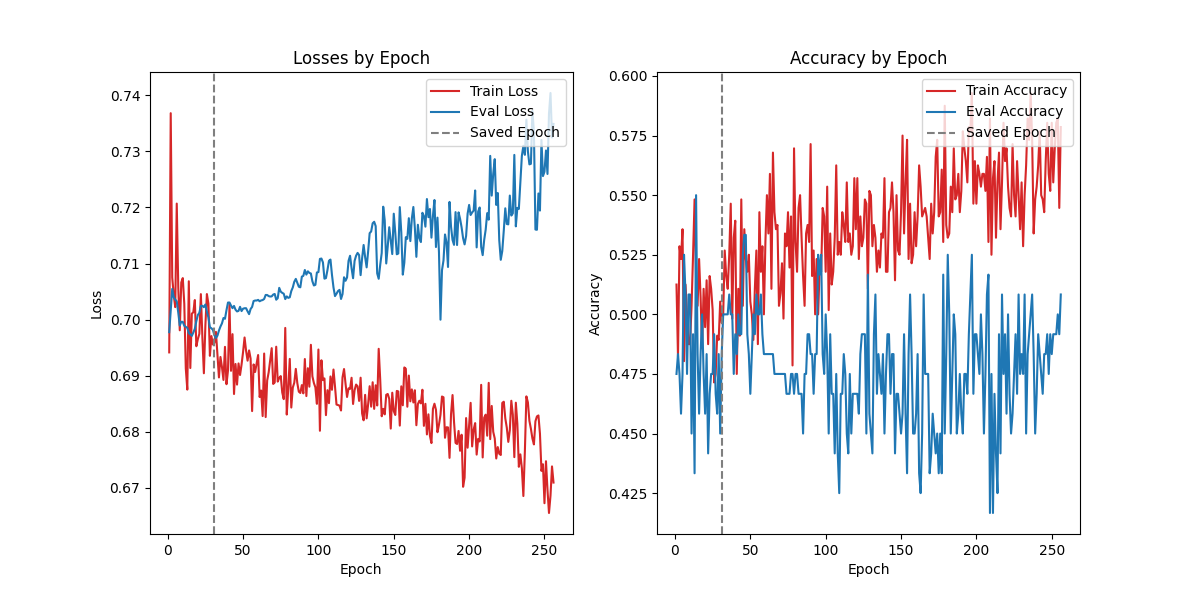 Losses by Epoch
Train Loss
Eval Loss
Saved Epoch
0.74
0.73
0.72
0.71
0.70
0.69
0.68
0.67
Loss
0
50
100
150
200
250
Epoch
Accuracy by Epoch
Train Accuracy
Eval Accuracy
Saved Epoch
0.600
0.575
0.550
0.525
0.500
0.475
0.450
0.425
Accuracy
0
50
100
150
200
250
Epoch